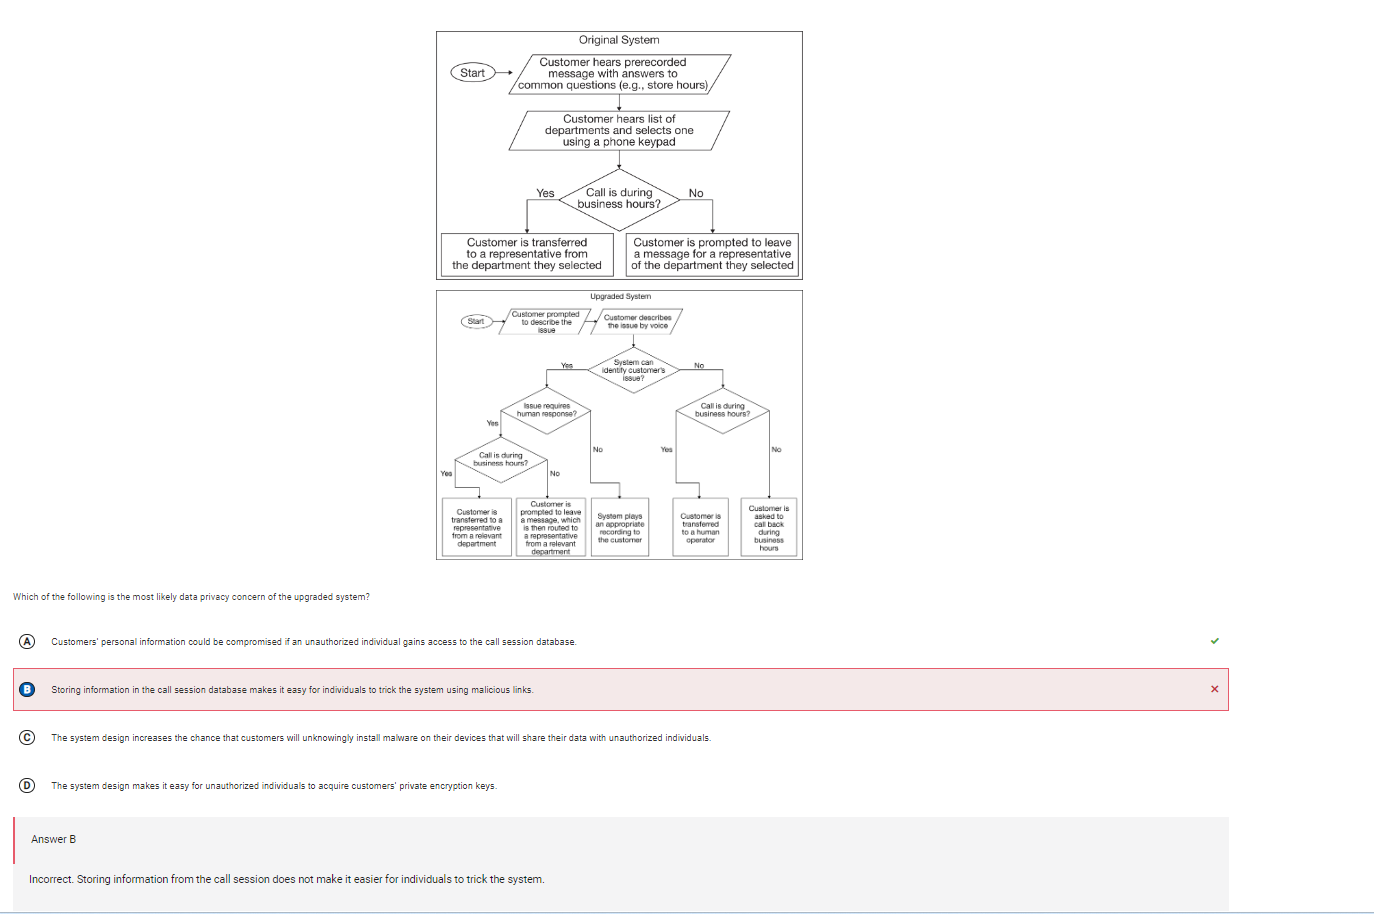 Original System
Start
Customer hears prerecorded
message with answers to
common questions (e.g., store hours)
Customer hears list of
departments and selects one
using a phone keypad
Yes
Call is during
business hours?
No
Customer is transferred
to a representative from
the department they selected
Customer is prompted to leave
a message for a representative
of the department they selected
Upgraded System
Start
Customer prompted
to describe the
issue
Customer describes
the issue by voice
Yes
System can
identify customer's
issue?
No
Issue requires
human response?
Call is during
business hours?
Yes
No
Yes
No
Call is during
business hours?
Yes
No
Customer is
transferred to a
representative
from a relevant
department
Customer is
prompted to leave
a message, which
is then routed to
a representative
from a relevant
department
System plays
an appropriate
recording to
the customer
Customer is
transferred
to a human
operator
Customer is
asked to
call back
during
business
hours
Which of the following is the most likely data privacy concern of the upgraded system?
A Customers' personal information could be compromised if an unauthorized individual gains access to the call session database.
B Storing information in the call session database makes it easy for individuals to trick the system using malicious links.
C The system design increases the chance that customers will unknowingly install malware on their devices that will share their data with unauthorized individuals.
D The system design makes it easy for unauthorized individuals to acquire customers' private encryption keys.
Answer B
Incorrect. Storing information from the call session does not make it easier for individuals to trick the system.